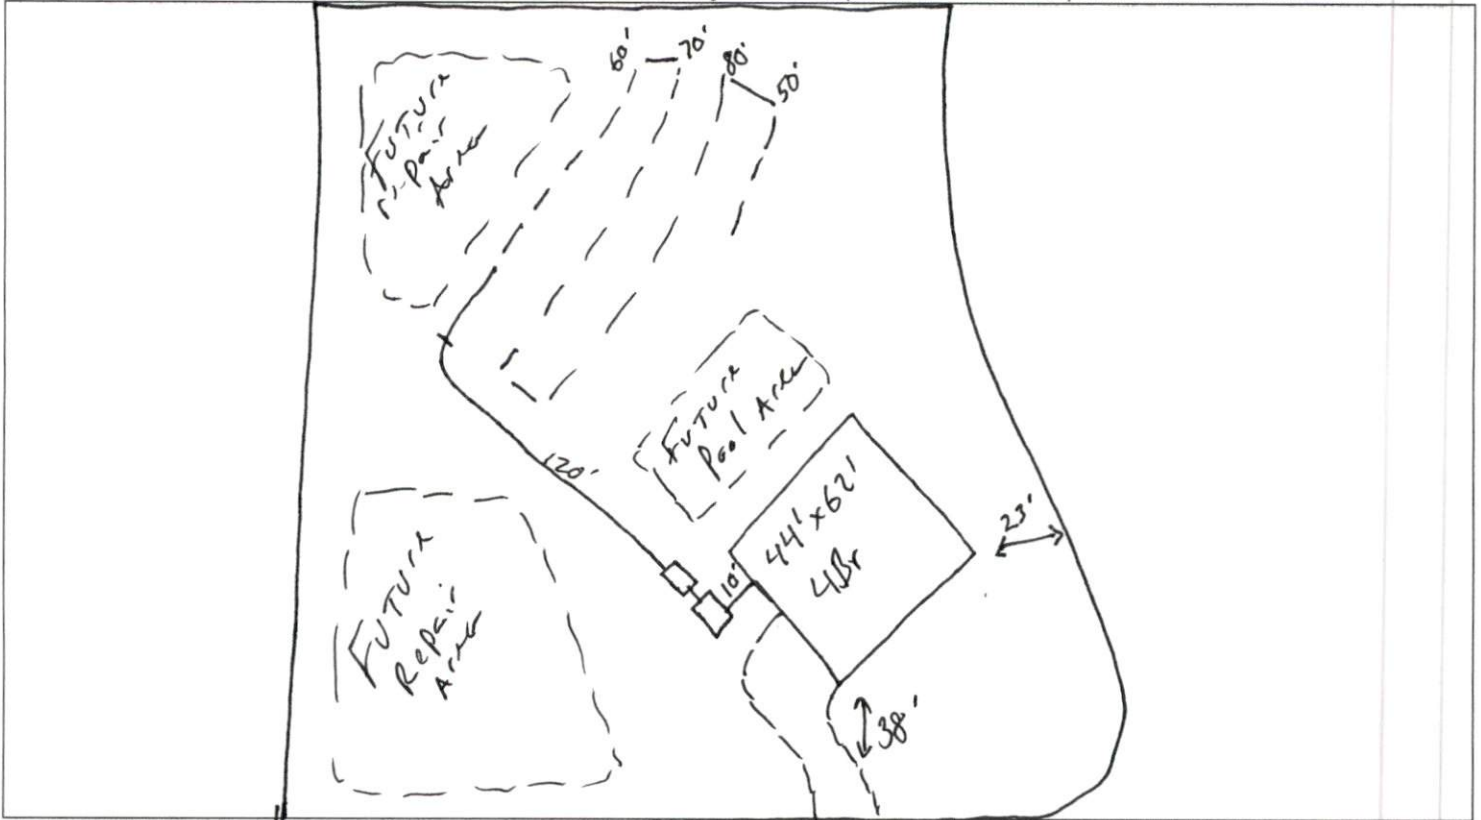 60'
70'
80'
50'
Future
repair
Area
Future
Pool Area
120'
44' x 62'
4Br
23'
10'
Future
Repair
Area
38'